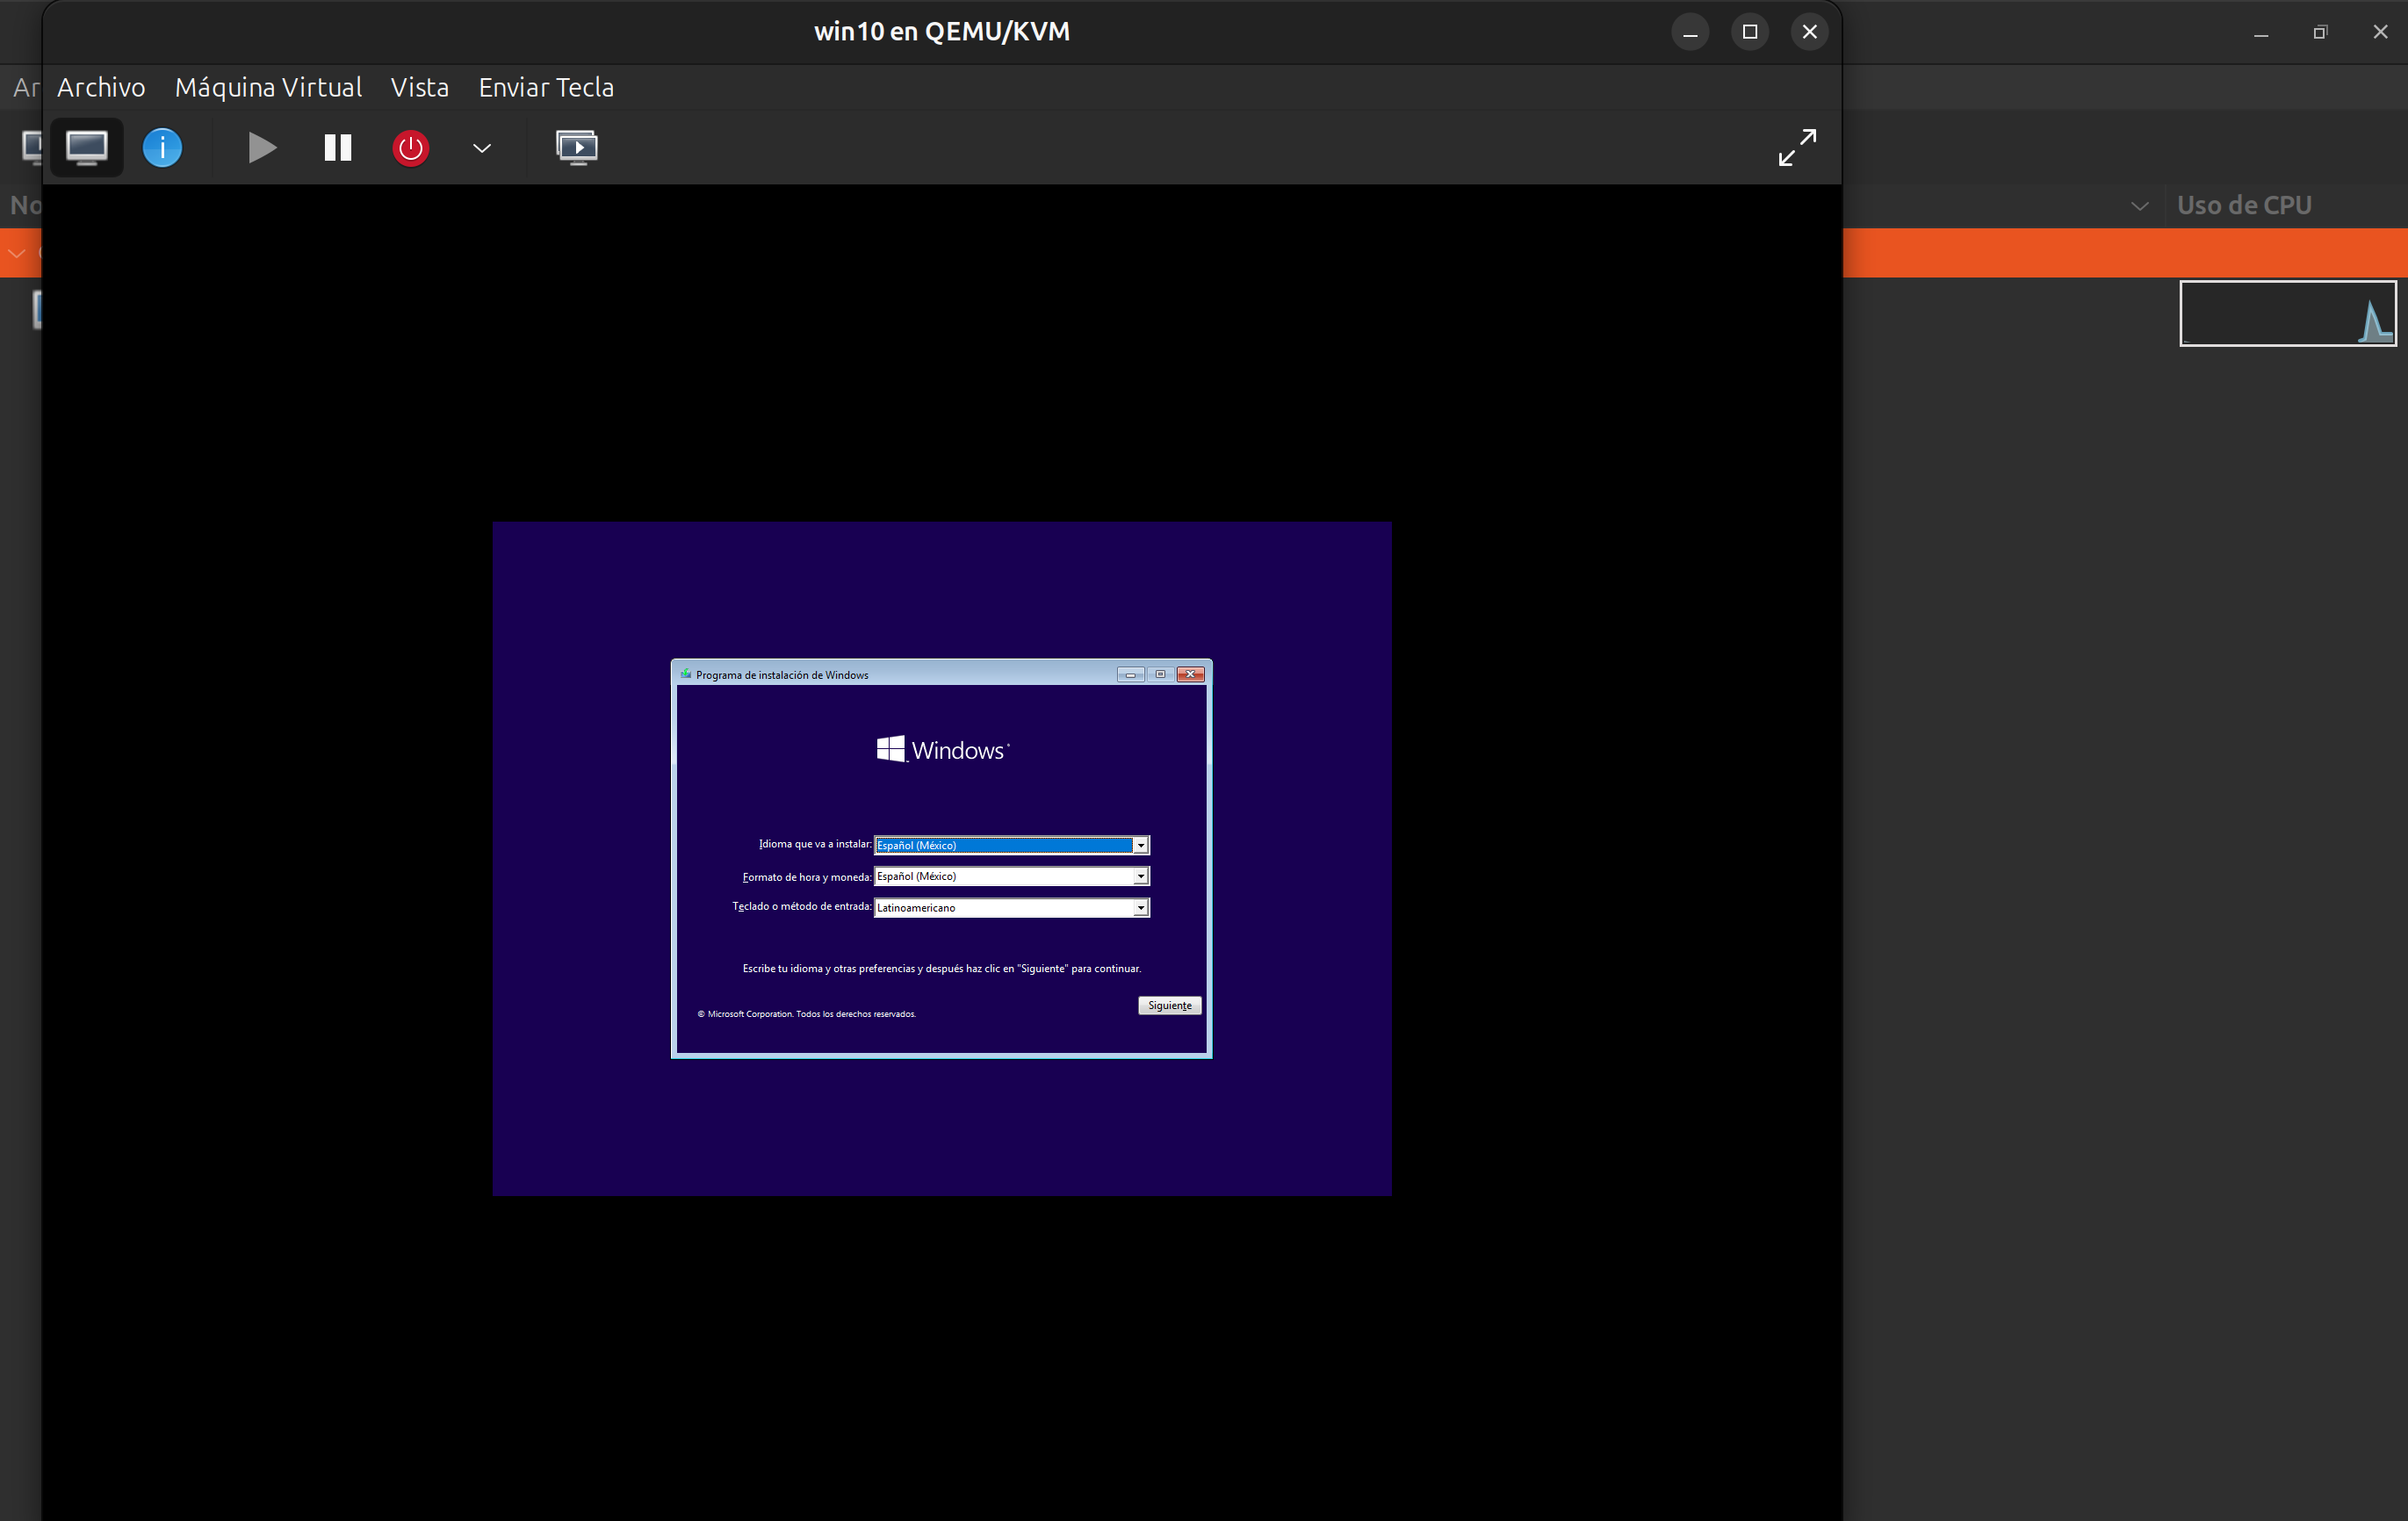 win10 en QEMU/KVM
Ar
Archivo Máquina Virtual Vista Enviar Tecla
No
Uso de CPU
Programa de instalación de Windows
Windows
Idioma que va a instalar: Español (México)
Formato de hora y moneda: Español (México)
Teclado o método de entrada: Latinoamericano
Escribe tu idioma y otras preferencias y después haz clic en "Siguiente" para continuar.
Siguiente
© Microsoft Corporation. Todos los derechos reservados.